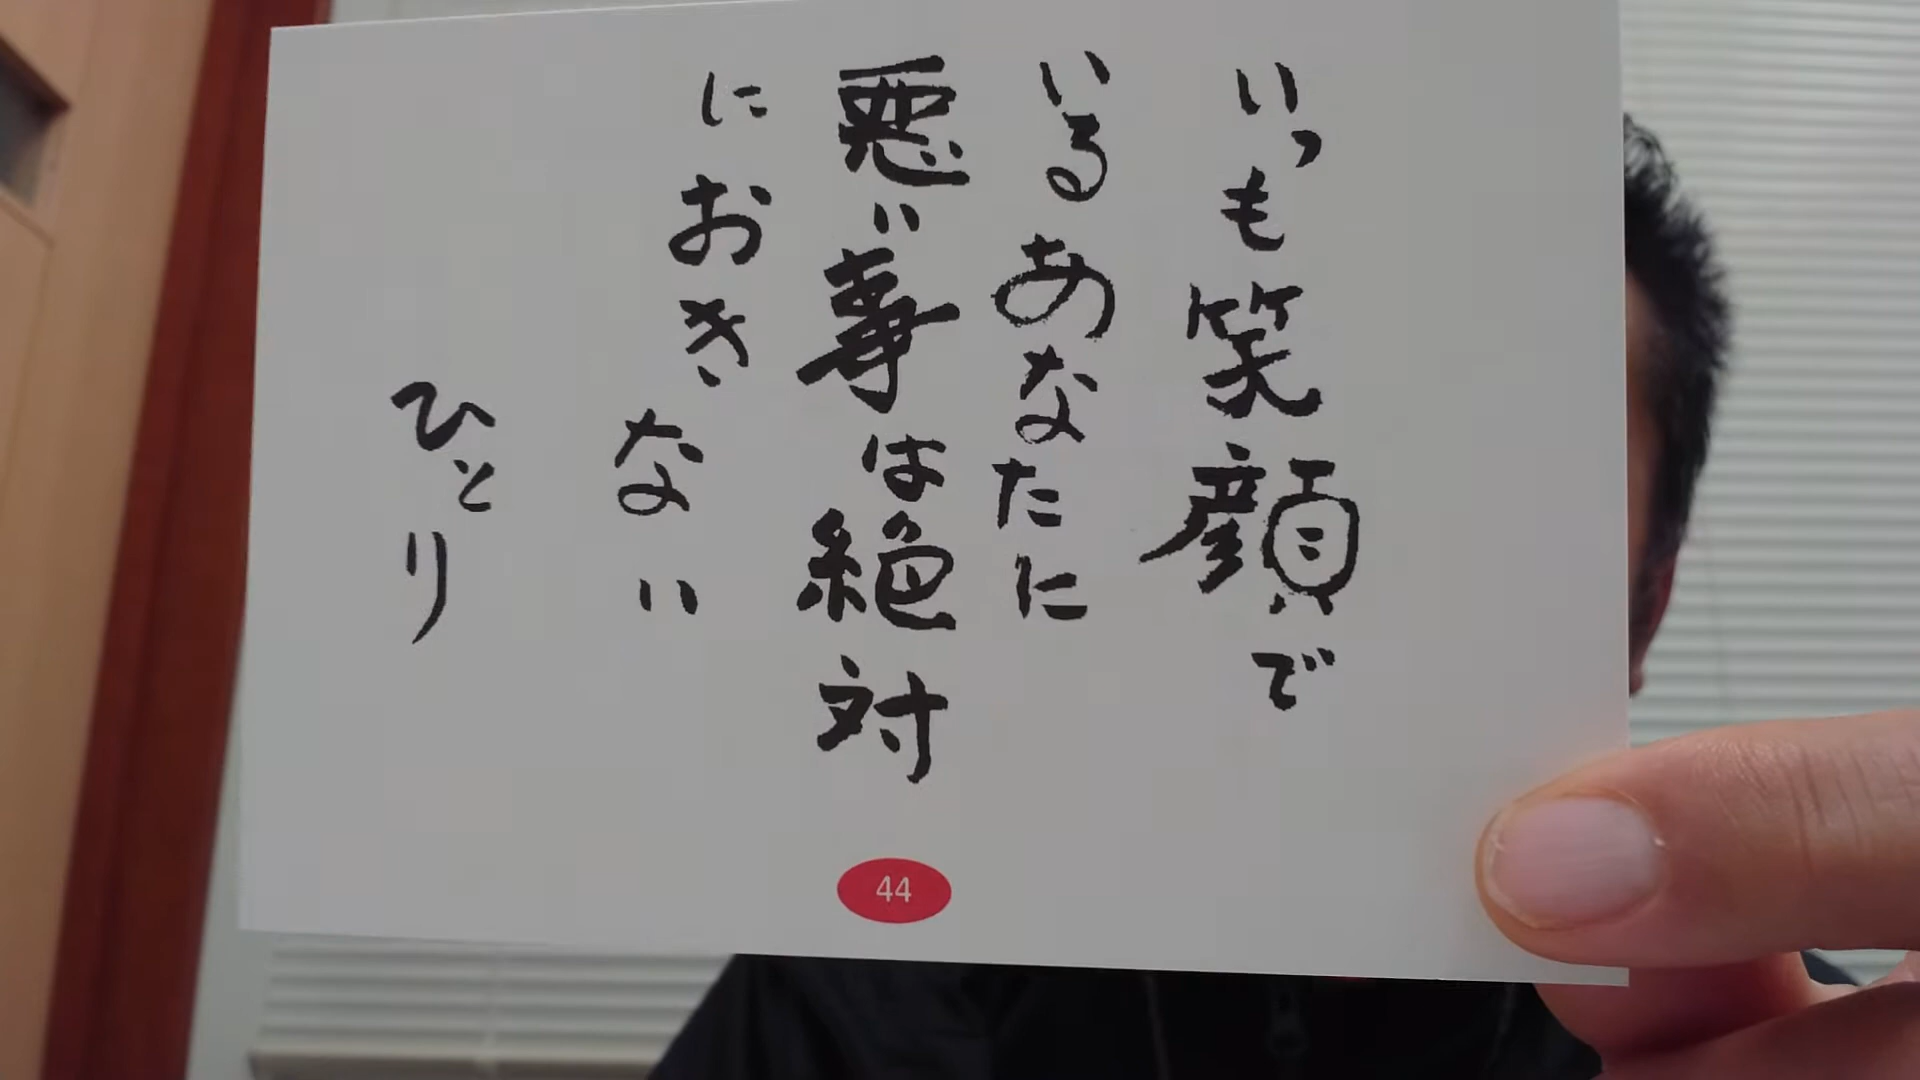 いつも笑顔で
いるあなたに
悪い事は絶対
におきない
ひとり
44